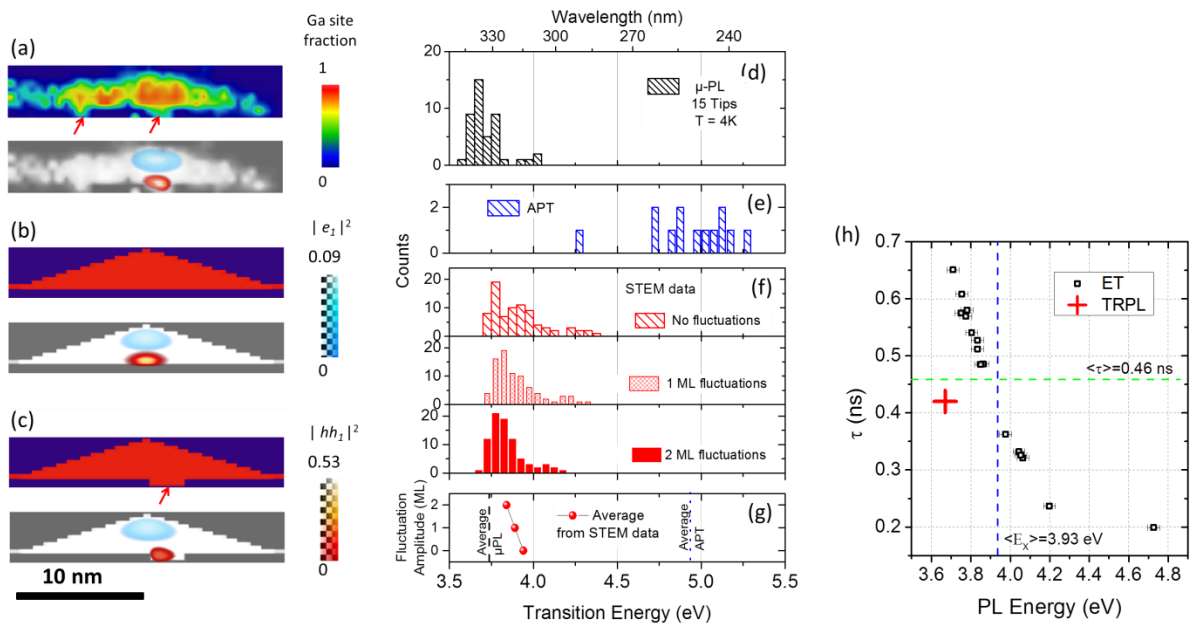 (a)
Ga site
fraction
1
0
(b)
| e₁ |²
0.09
0
(c)
| hh₁ |²
0.53
0
10 nm
Wavelength (nm)
330 300 270 240 230
(d)
μ-PL
15 Tips
T = 4K
20
10
0
(e)
APT
2
0
Counts
(f)
STEM data
No fluctuations
20
10
0
1 ML fluctuations
20
10
0
2 ML fluctuations
20
10
0
(g)
Fluctuation
Amplitude (ML)
2
1
0
Average
μPL
Average
from STEM data
Average
APT
3.5 4.0 4.5 5.0 5.5
Transition Energy (eV)
(h)
0.7
0.6
0.5
0.4
0.3
0.2
τ (ns)
ET
TRPL
<τ>=0.46 ns
<Eₓ>=3.93 eV
3.6 3.8 4.0 4.2 4.4 4.6 4.8
PL Energy (eV)